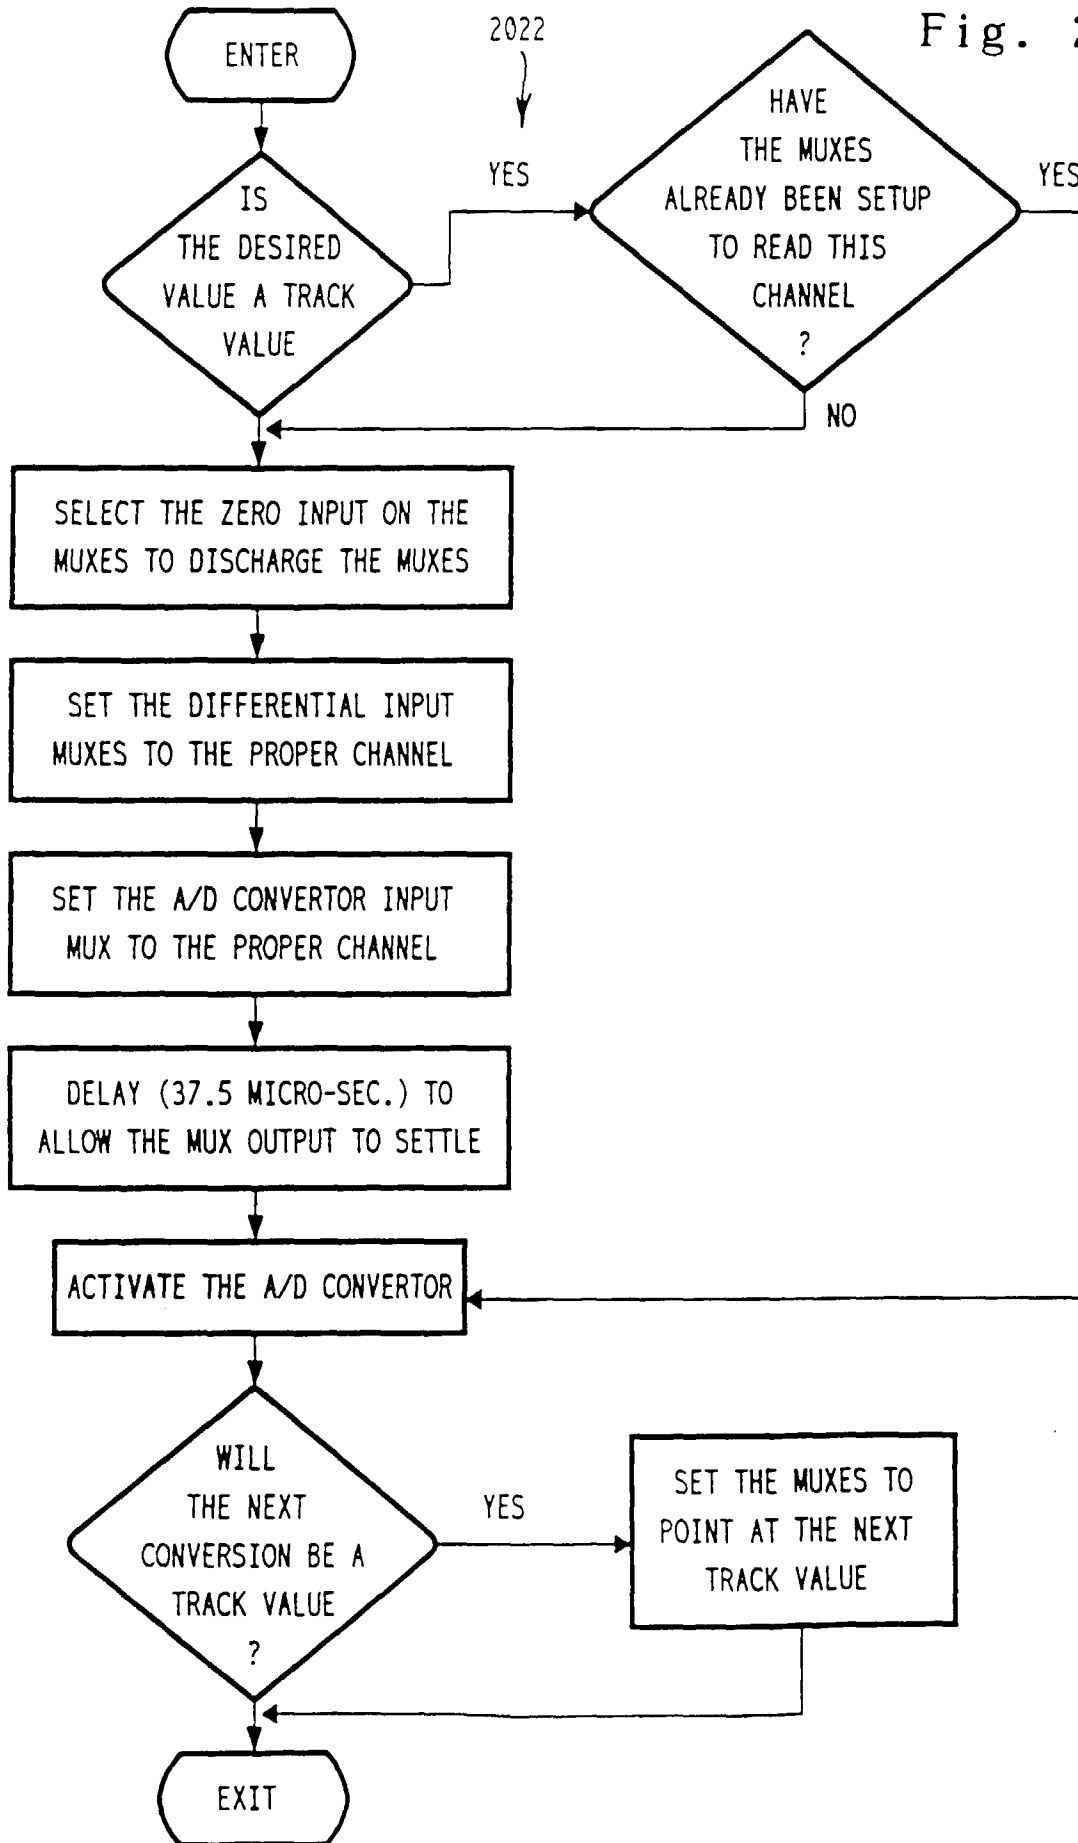 Fig. 2
2022
ENTER
IS
THE DESIRED
VALUE A TRACK
VALUE
YES
HAVE
THE MUXES
ALREADY BEEN SETUP
TO READ THIS
CHANNEL
?
YES
NO
SELECT THE ZERO INPUT ON THE
MUXES TO DISCHARGE THE MUXES
SET THE DIFFERENTIAL INPUT
MUXES TO THE PROPER CHANNEL
SET THE A/D CONVERTOR INPUT
MUX TO THE PROPER CHANNEL
DELAY (37.5 MICRO-SEC.) TO
ALLOW THE MUX OUTPUT TO SETTLE
ACTIVATE THE A/D CONVERTOR
WILL
THE NEXT
CONVERSION BE A
TRACK VALUE
?
YES
SET THE MUXES TO
POINT AT THE NEXT
TRACK VALUE
EXIT